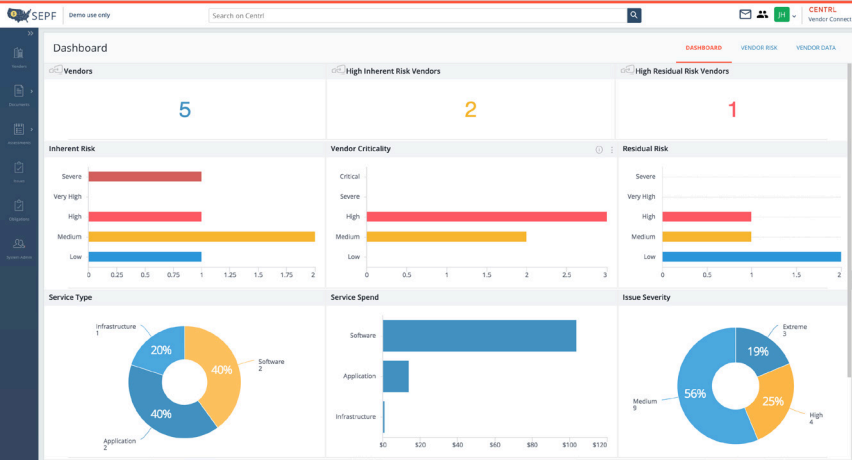 SEPF
Demo use only
Search on Centrl
JH
CENTRL
Vendor Connect
Dashboard
DASHBOARD
VENDOR RISK
VENDOR DATA
Vendors
High Inherent Risk Vendors
High Residual Risk Vendors
5
2
1
Inherent Risk
Severe
Very High
High
Medium
Low
0 0.25 0.5 0.75 1 1.25 1.5 1.75 2
Vendor Criticality
Critical
Severe
High
Medium
Low
0 0.5 1 1.5 2 2.5 3
Residual Risk
Severe
Very High
High
Medium
Low
0 0.5 1 1.5 2
Service Type
Infrastructure
1
20%
Software
2
40%
40%
Application
2
Service Spend
Software
Application
Infrastructure
$0 $20 $40 $60 $80 $100 $120
Issue Severity
Extreme
3
19%
Medium
9
56%
25%
High
4